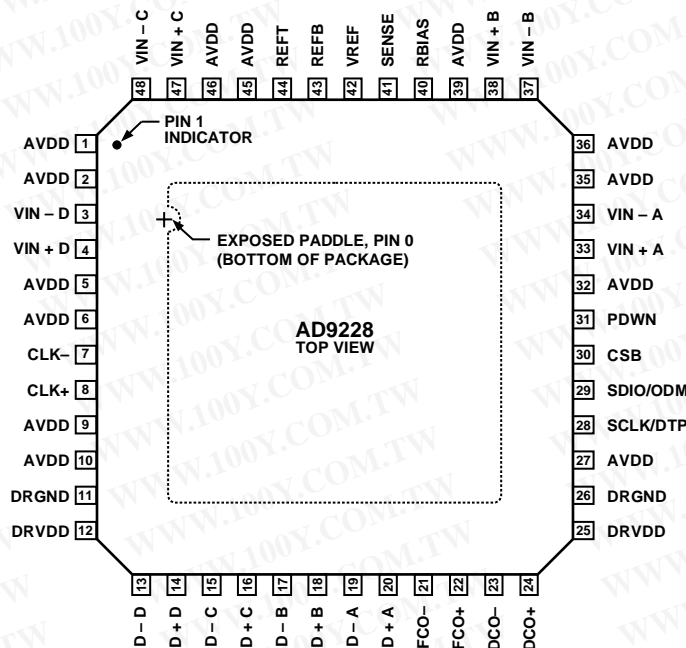 VIN – C
VIN + C
AVDD
AVDD
REFT
REFB
VREF
SENSE
RBIAS
AVDD
VIN + B
VIN – B
48
47
46
45
44
43
42
41
40
39
38
37
PIN 1
INDICATOR
AVDD 1
AVDD 2
VIN – D 3
VIN + D 4
AVDD 5
AVDD 6
CLK– 7
CLK+ 8
AVDD 9
AVDD 10
DRGND 11
DRVDD 12
EXPOSED PADDLE, PIN 0
(BOTTOM OF PACKAGE)
AD9228
TOP VIEW
36 AVDD
35 AVDD
34 VIN – A
33 VIN + A
32 AVDD
31 PDWN
30 CSB
29 SDIO/ODM
28 SCLK/DTP
27 AVDD
26 DRGND
25 DRVDD
13
14
15
16
17
18
19
20
21
22
23
24
D – D
D + D
D – C
D + C
D – B
D + B
D – A
D + A
FCO–
FCO+
DCO–
DCO+
WWW.100Y.COM.TW